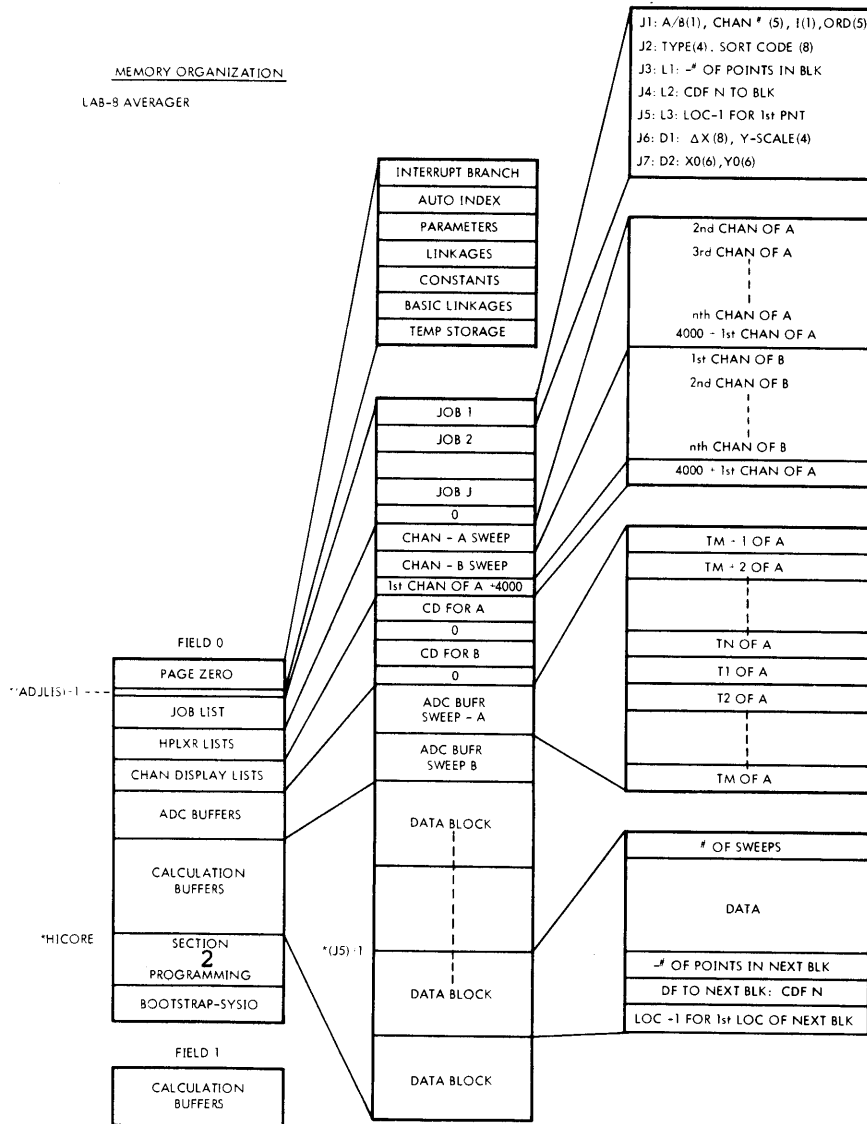 MEMORY ORGANIZATION
LAB-8 AVERAGER
J1: A/B(1), CHAN # (5), I(1), ORD(5)
J2: TYPE(4). SORT CODE (8)
J3: L1: -# OF POINTS IN BLK
J4: L2: CDF N TO BLK
J5: L3: LOC-1 FOR 1st PNT
J6: D1: ΔX(8), Y-SCALE(4)
J7: D2: X0(6), Y0(6)
INTERRUPT BRANCH
AUTO INDEX
PARAMETERS
LINKAGES
CONSTANTS
BASIC LINKAGES
TEMP STORAGE
2nd CHAN OF A
3rd CHAN OF A
nth CHAN OF A
4000 + 1st CHAN OF A
1st CHAN OF B
2nd CHAN OF B
nth CHAN OF B
4000 + 1st CHAN OF A
JOB 1
JOB 2
JOB J
0
CHAN - A SWEEP
CHAN - B SWEEP
1st CHAN OF A +4000
CD FOR A
0
CD FOR B
0
ADC BUFR
SWEEP - A
ADC BUFR
SWEEP B
DATA BLOCK
*(J5)-1
DATA BLOCK
DATA BLOCK
TM + 1 OF A
TM + 2 OF A
TN OF A
T1 OF A
T2 OF A
TM OF A
FIELD 0
PAGE ZERO
*(ADJLIS)-1
JOB LIST
HPLXR LISTS
CHAN DISPLAY LISTS
ADC BUFFERS
CALCULATION
BUFFERS
*HICORE
SECTION
2
PROGRAMMING
BOOTSTRAP-SYSIO
FIELD 1
CALCULATION
BUFFERS
# OF SWEEPS
DATA
-# OF POINTS IN NEXT BLK
DF TO NEXT BLK: CDF N
LOC -1 FOR 1st LOC OF NEXT BLK